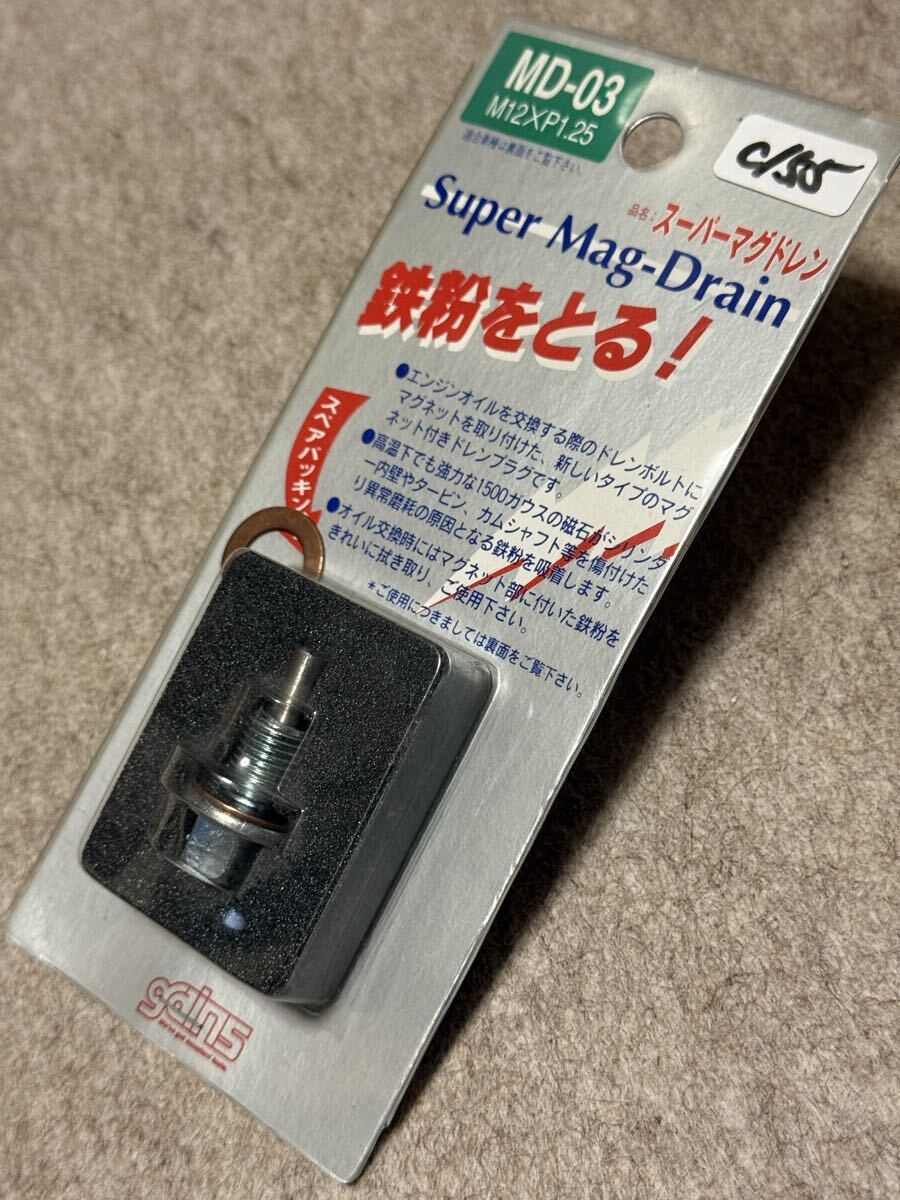 MD-03
M12XP1.25
適合車種は裏面をご覧下さい。
C/505
品名:スーパーマグドレン
Super Mag-Drain
鉄粉をとる!
●エンジンオイルを交換する際のドレンボルトに
マグネットを取り付けた、新しいタイプのマグ
ネット付きドレンプラグです。
●高温下でも強力な1500ガウスの磁石がシリンダ
ー内壁やタービン、カムシャフト等を傷付けた
り異常磨耗の原因となる鉄粉を吸着します。
●オイル交換時にはマグネット部に付いた鉄粉を
きれいに拭き取り、ご使用下さい。
*ご使用につきましては裏面をご覧下さい。
スペアパッキン
gains